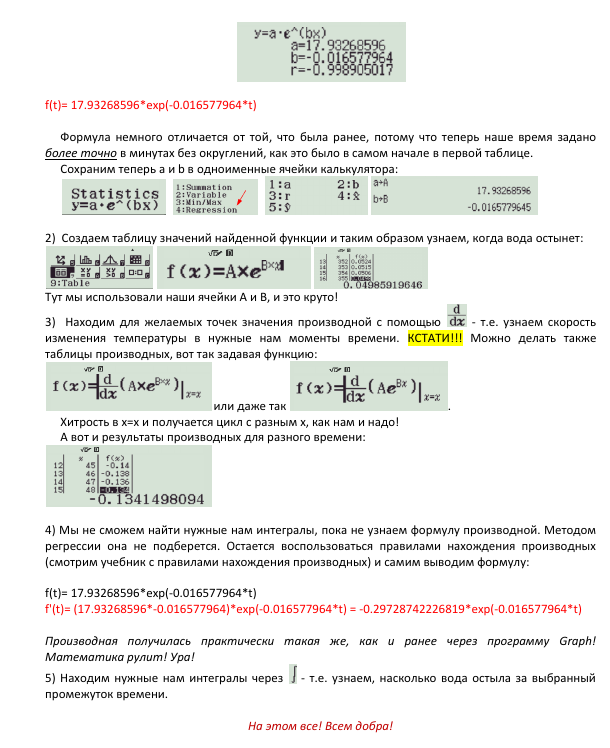 y=a·e^(bx)
a=17.93268596
b=-0.016577964
r=-0.998905017
f(t)= 17.93268596*exp(-0.016577964*t)
Формула немного отличается от той, что была ранее, потому что теперь наше время задано
более точно в минутах без округлений, как это было в самом начале в первой таблице.
Сохраним теперь a и b в одноименные ячейки калькулятора:
Statistics
y=a·e^(bx)
1:Summation
2:Variable
3:Min/Max
4:Regression
1:a 2:b
3:r 4:x̂
5:ŷ
a→A
17.93268596
b→B
-0.0165779645
2) Создаем таблицу значений найденной функции и таким образом узнаем, когда вода остынет:
9:Table
f(x)=A×e^B×x
x f(x)
13 352 0.0524
14 353 0.0515
15 354 0.0506
16 355 0.0498
0.04985919646
Тут мы использовали наши ячейки A и B, и это круто!
3) Находим для желаемых точек значения производной с помощью d/dx - т.е. узнаем скорость
изменения температуры в нужные нам моменты времени. КСТАТИ!!! Можно делать также
таблицы производных, вот так задавая функцию:
f(x)=d/dx(A×e^B×x)|x=x или даже так f(x)=d/dx(Ae^Bx)|x=x.
Хитрость в x=x и получается цикл с разным x, как нам и надо!
А вот и результаты производных для разного времени:
x f(x)
12 45 -0.14
13 46 -0.138
14 47 -0.136
15 48 -0.134
-0.1341498094
4) Мы не сможем найти нужные нам интегралы, пока не узнаем формулу производной. Методом
регрессии она не подберется. Остается воспользоваться правилами нахождения производных
(смотрим учебник с правилами нахождения производных) и самим выводим формулу:
f(t)= 17.93268596*exp(-0.016577964*t)
f'(t)= (17.93268596*-0.016577964)*exp(-0.016577964*t) = -0.29728742226819*exp(-0.016577964*t)
Производная получилась практически такая же, как и ранее через программу Graph!
Математика рулит! Ура!
5) Находим нужные нам интегралы через ∫ - т.е. узнаем, насколько вода остыла за выбранный
промежуток времени.
На этом все! Всем добра!